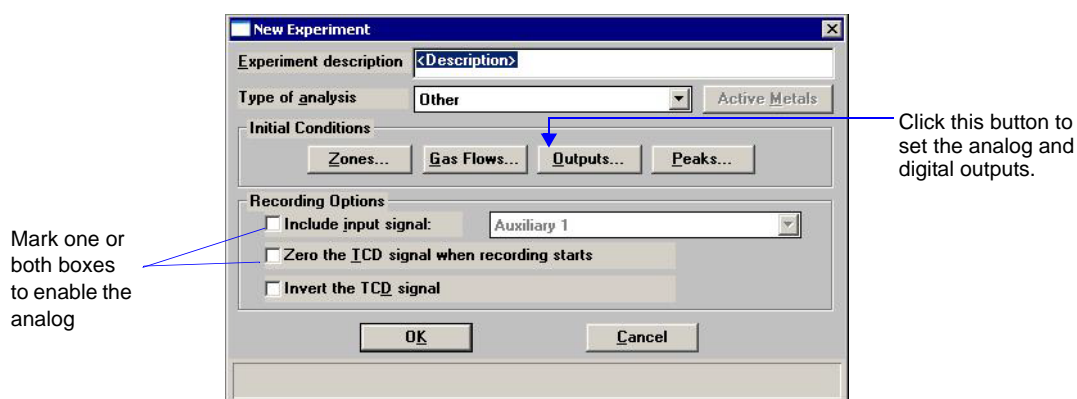 New Experiment
Experiment description <Description>
Type of analysis Other Active Metals
Initial Conditions
Zones... Gas Flows... Outputs... Peaks...
Click this button to
set the analog and
digital outputs.
Recording Options
Include input signal: Auxiliary 1
Zero the TCD signal when recording starts
Invert the TCD signal
Mark one or
both boxes
to enable the
analog
OK Cancel